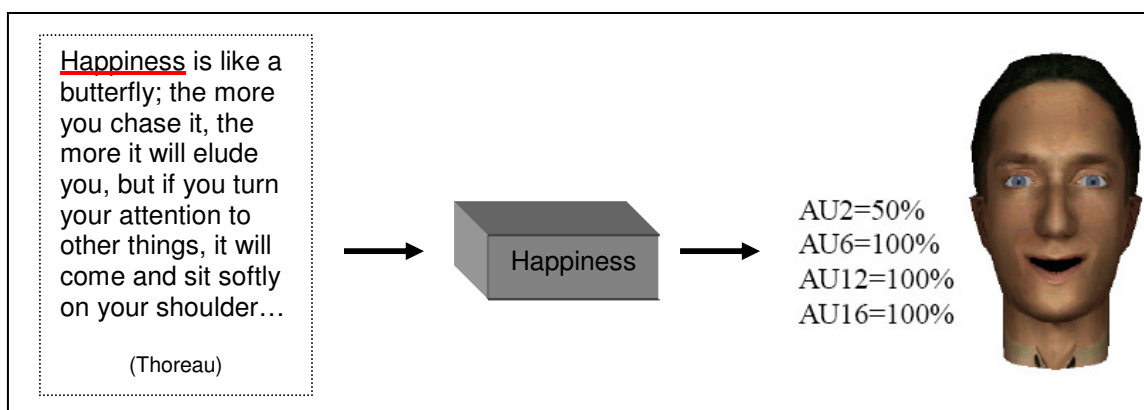 Happiness is like a
butterfly; the more
you chase it, the
more it will elude
you, but if you turn
your attention to
other things, it will
come and sit softly
on your shoulder…
(Thoreau)
Happiness
AU2=50%
AU6=100%
AU12=100%
AU16=100%